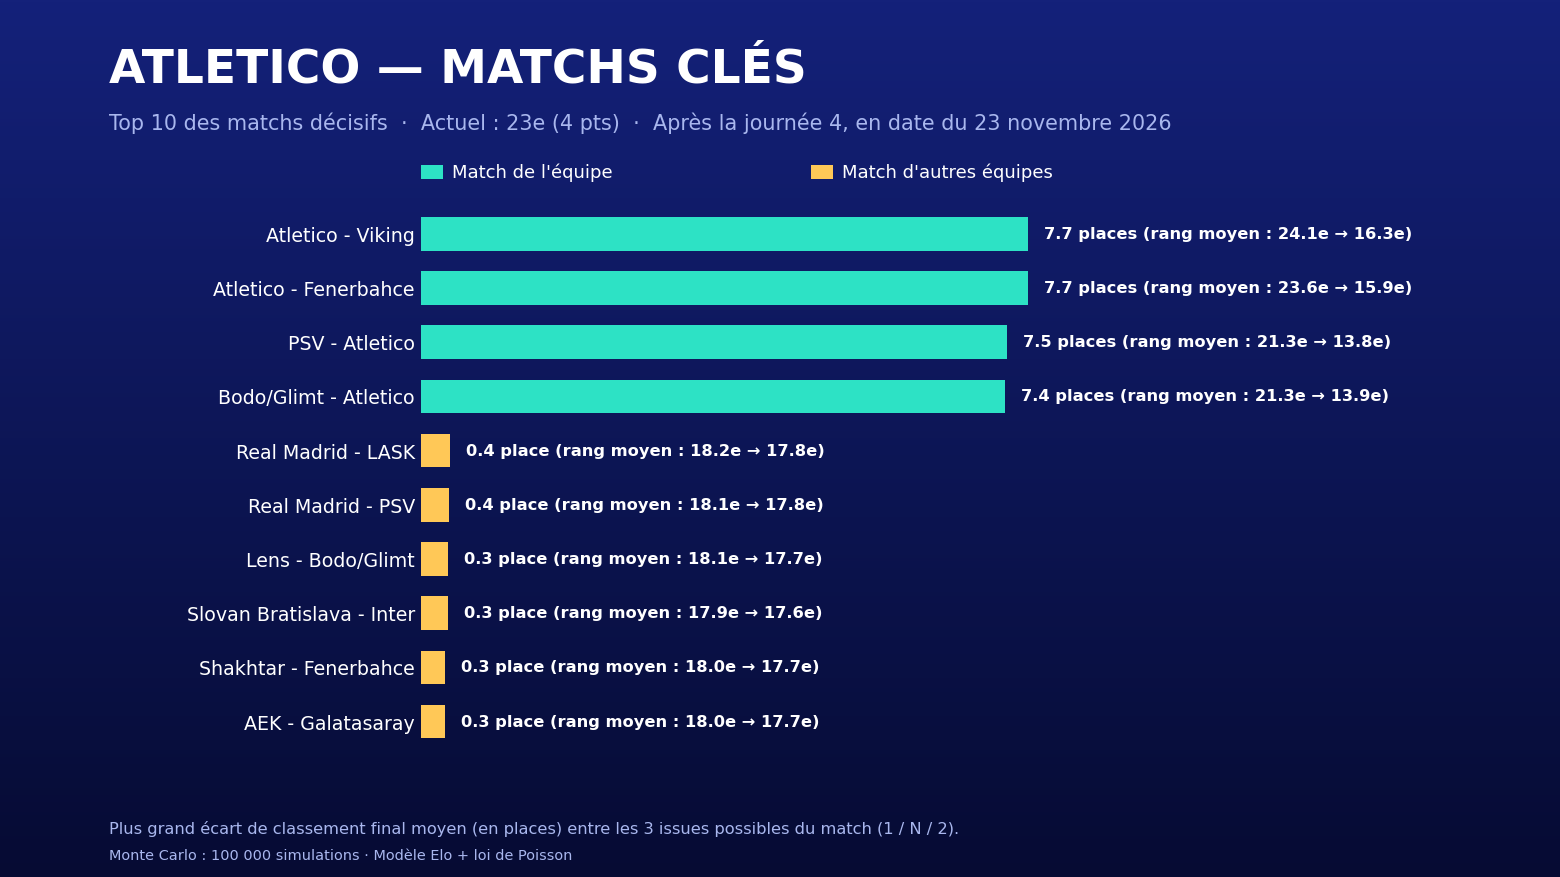 ATLETICO — MATCHS CLÉS
Top 10 des matchs décisifs · Actuel : 23e (4 pts) · Après la journée 4, en date du 23 novembre 2026
Match de l'équipe
Match d'autres équipes
Atletico - Viking 7.7 places (rang moyen : 24.1e → 16.3e)
Atletico - Fenerbahce 7.7 places (rang moyen : 23.6e → 15.9e)
PSV - Atletico 7.5 places (rang moyen : 21.3e → 13.8e)
Bodo/Glimt - Atletico 7.4 places (rang moyen : 21.3e → 13.9e)
Real Madrid - LASK 0.4 place (rang moyen : 18.2e → 17.8e)
Real Madrid - PSV 0.4 place (rang moyen : 18.1e → 17.8e)
Lens - Bodo/Glimt 0.3 place (rang moyen : 18.1e → 17.7e)
Slovan Bratislava - Inter 0.3 place (rang moyen : 17.9e → 17.6e)
Shakhtar - Fenerbahce 0.3 place (rang moyen : 18.0e → 17.7e)
AEK - Galatasaray 0.3 place (rang moyen : 18.0e → 17.7e)
Plus grand écart de classement final moyen (en places) entre les 3 issues possibles du match (1 / N / 2).
Monte Carlo : 100 000 simulations · Modèle Elo + loi de Poisson